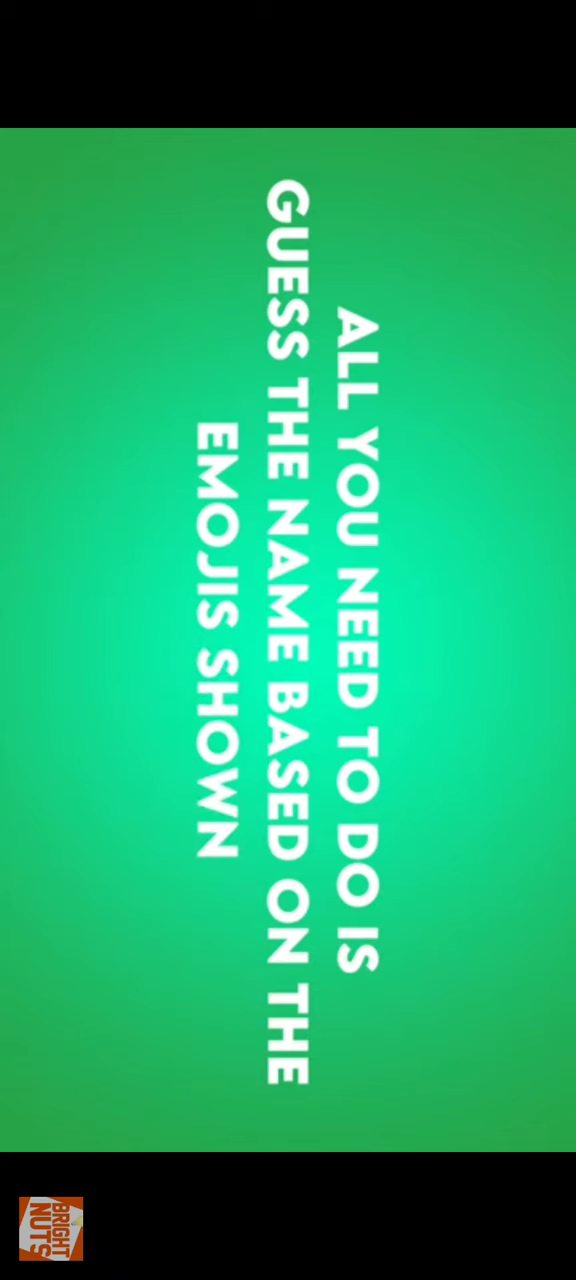 ALL YOU NEED TO DO IS
GUESS THE NAME BASED ON THE
EMOJIS SHOWN
BRIGHT
NUTS